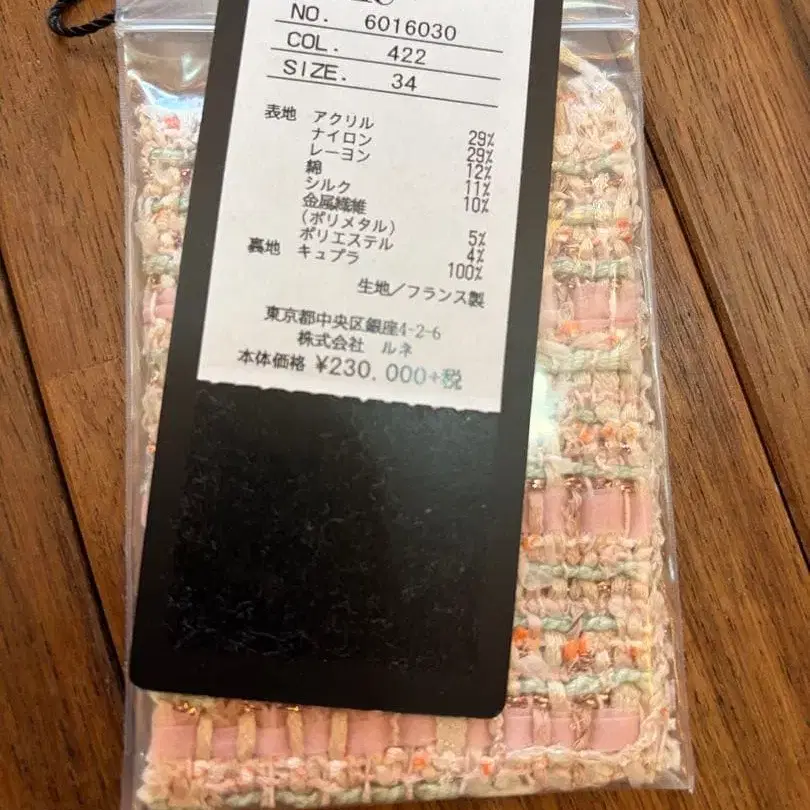 NO. 6016030
COL. 422
SIZE. 34
表地 アクリル 29%
ナイロン 29%
レーヨン 12%
綿 11%
シルク 10%
金属繊維
(ポリメタル) 5%
ポリエステル 4%
裏地 キュプラ 100%
生地/フランス製
東京都中央区銀座4-2-6
株式会社 ルネ
本体価格 ¥230,000+税